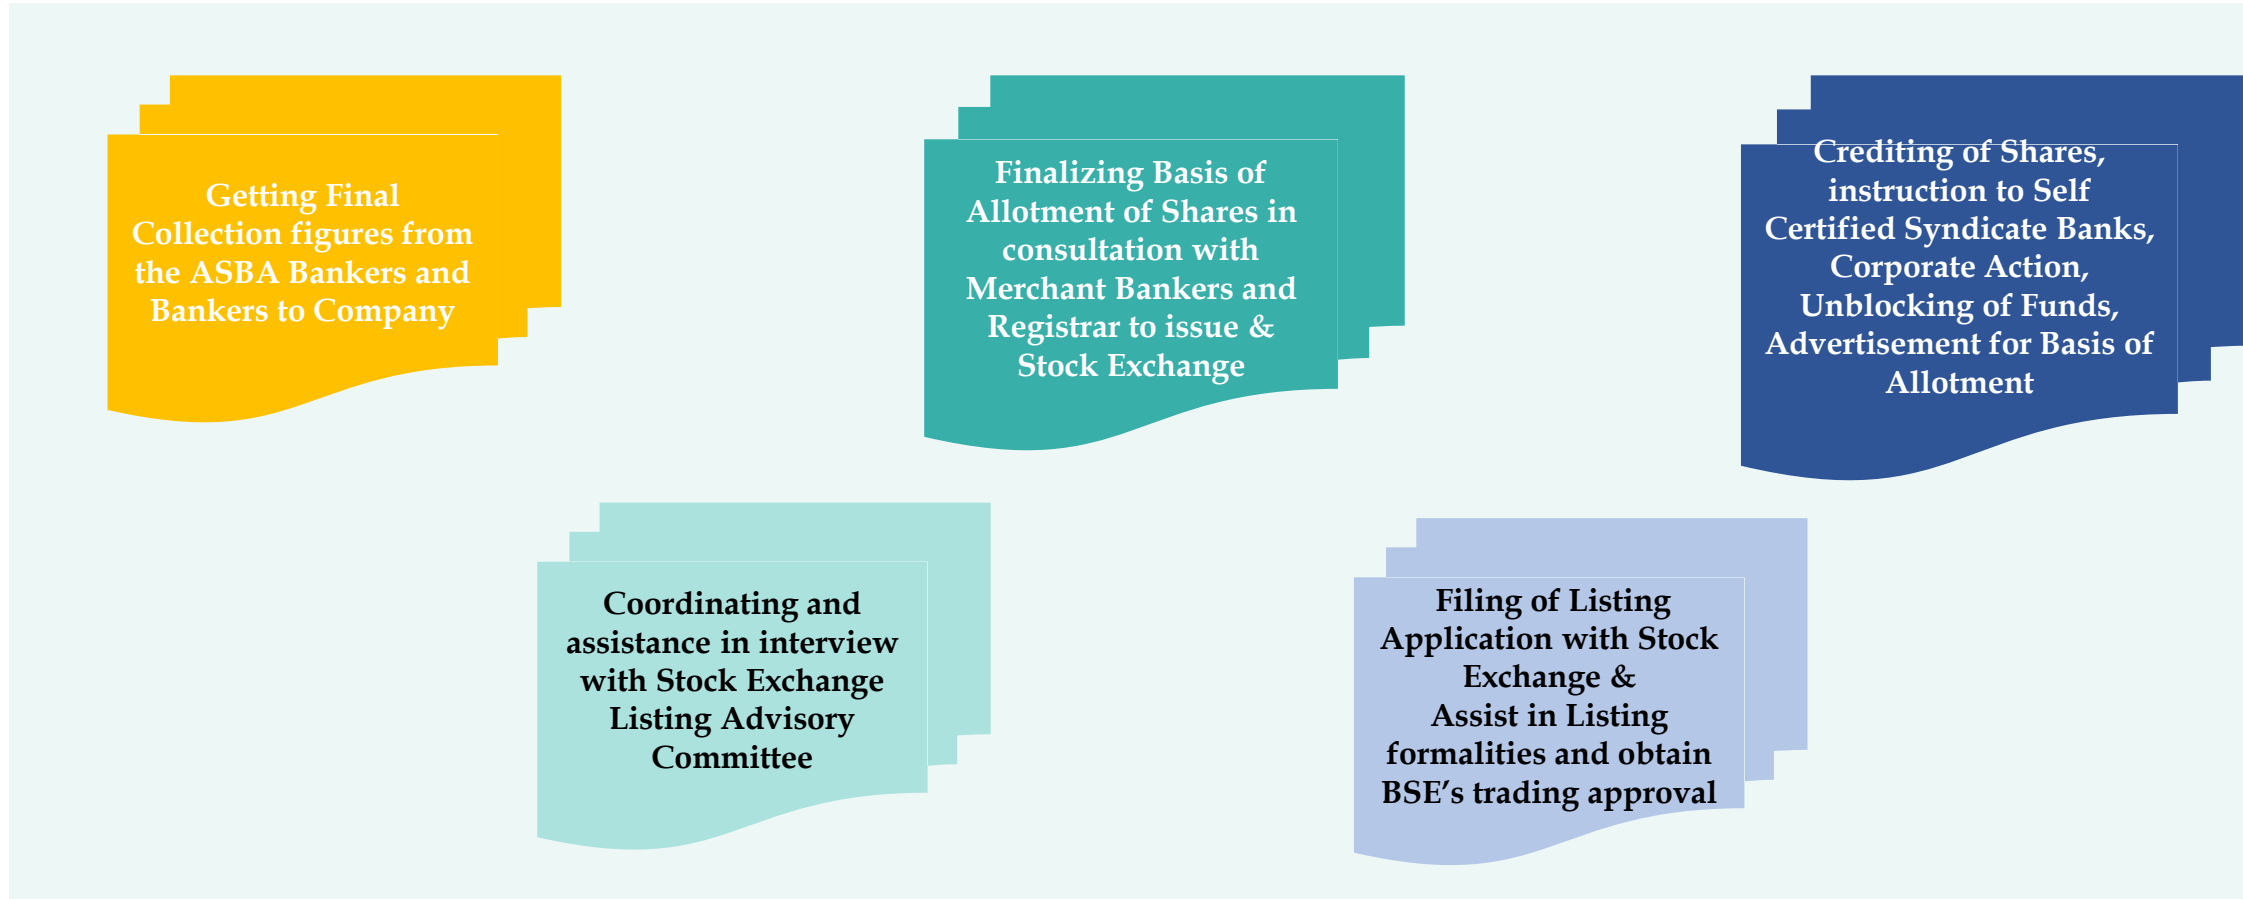 Getting Final
Collection figures from
the ASBA Bankers and
Bankers to Company
Finalizing Basis of
Allotment of Shares in
consultation with
Merchant Bankers and
Registrar to issue &
Stock Exchange
Crediting of Shares,
instruction to Self
Certified Syndicate Banks,
Corporate Action,
Unblocking of Funds,
Advertisement for Basis of
Allotment
Coordinating and
assistance in interview
with Stock Exchange
Listing Advisory
Committee
Filing of Listing
Application with Stock
Exchange &
Assist in Listing
formalities and obtain
BSE’s trading approval